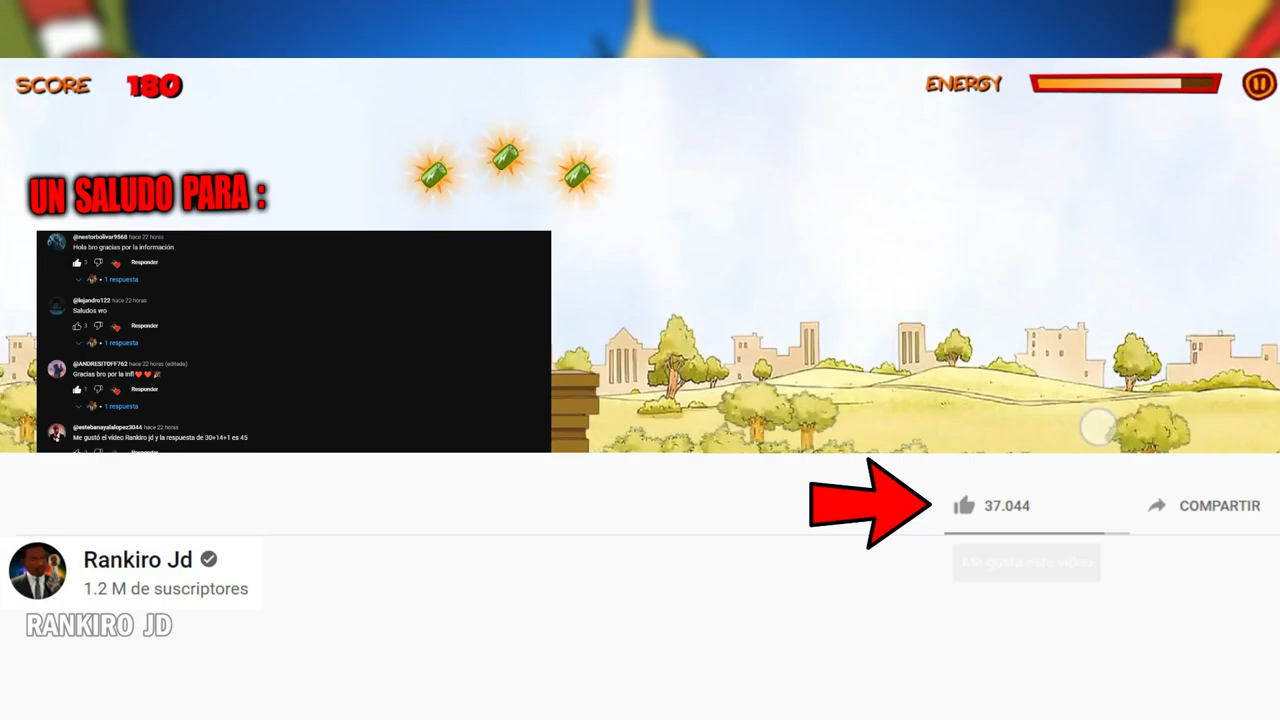 SCORE 180
ENERGY
UN SALUDO PARA :
@nestorbolivar9568 hace 22 horas
Hola bro gracias por la información
3 Responder
1 respuesta
@lejandro122 hace 22 horas
Saludos vro
3 Responder
1 respuesta
@ANDRESITOFF762 hace 22 horas (editado)
Gracias bro por la infl
1 Responder
1 respuesta
@estebanayalalopez3044 hace 22 horas
Me gustó el vídeo Rankiro jd y la respuesta de 30+14+1 es 45
37.044
COMPARTIR
Me gusta este video
Rankiro Jd
1.2 M de suscriptores
RANKIRO JD